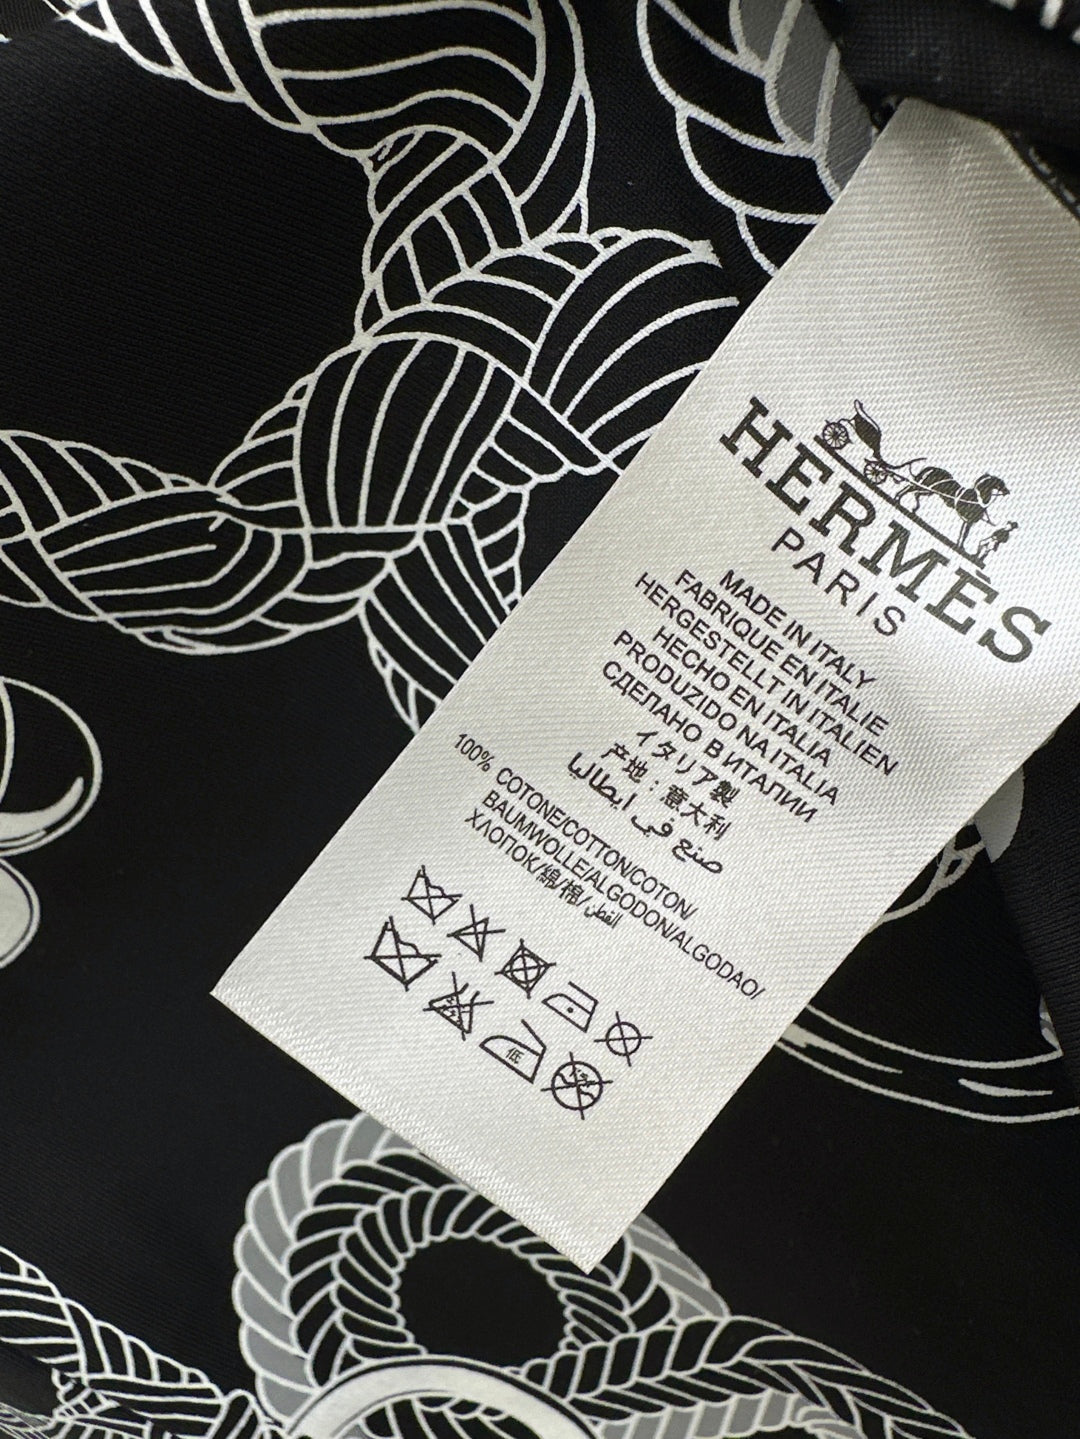 HERMÈS
PARIS
MADE IN ITALY
FABRIQUE EN ITALIE
HERGESTELLT IN ITALIEN
HECHO EN ITALIA
PRODUZIDO NA ITALIA
СДЕЛАНО В ИТАЛИИ
イタリア製
产地：意大利
صنع في ايطاليا
100% COTONE/COTTON/COTON/
BAUMWOLLE/ALGODON/ALGODAO/
ХЛОПОК/綿/棉/القطن
低